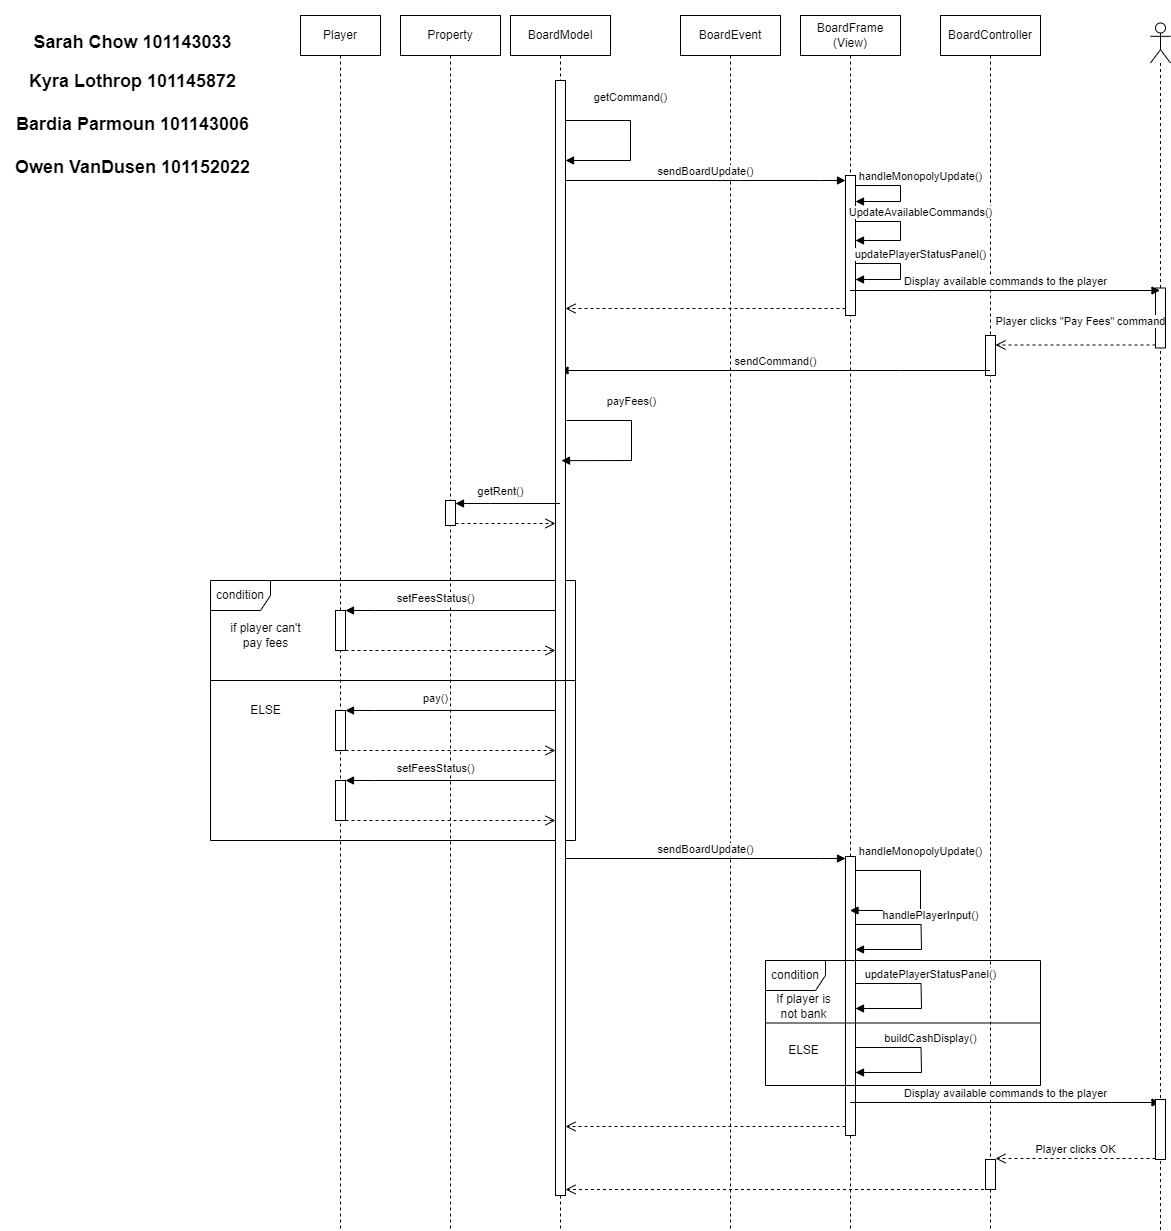 Sarah Chow 101143033
Kyra Lothrop 101145872
Bardia Parmoun 101143006
Owen VanDusen 101152022
Player
Property
BoardModel
BoardEvent
BoardFrame
(View)
BoardController
getCommand()
sendBoardUpdate()
handleMonopolyUpdate()
UpdateAvailableCommands()
updatePlayerStatusPanel()
Display available commands to the player
Player clicks "Pay Fees" command
sendCommand()
payFees()
getRent()
condition
setFeesStatus()
if player can't
pay fees
pay()
ELSE
setFeesStatus()
sendBoardUpdate()
handleMonopolyUpdate()
handlePlayerInput()
condition
updatePlayerStatusPanel()
If player is
not bank
buildCashDisplay()
ELSE
Display available commands to the player
Player clicks OK